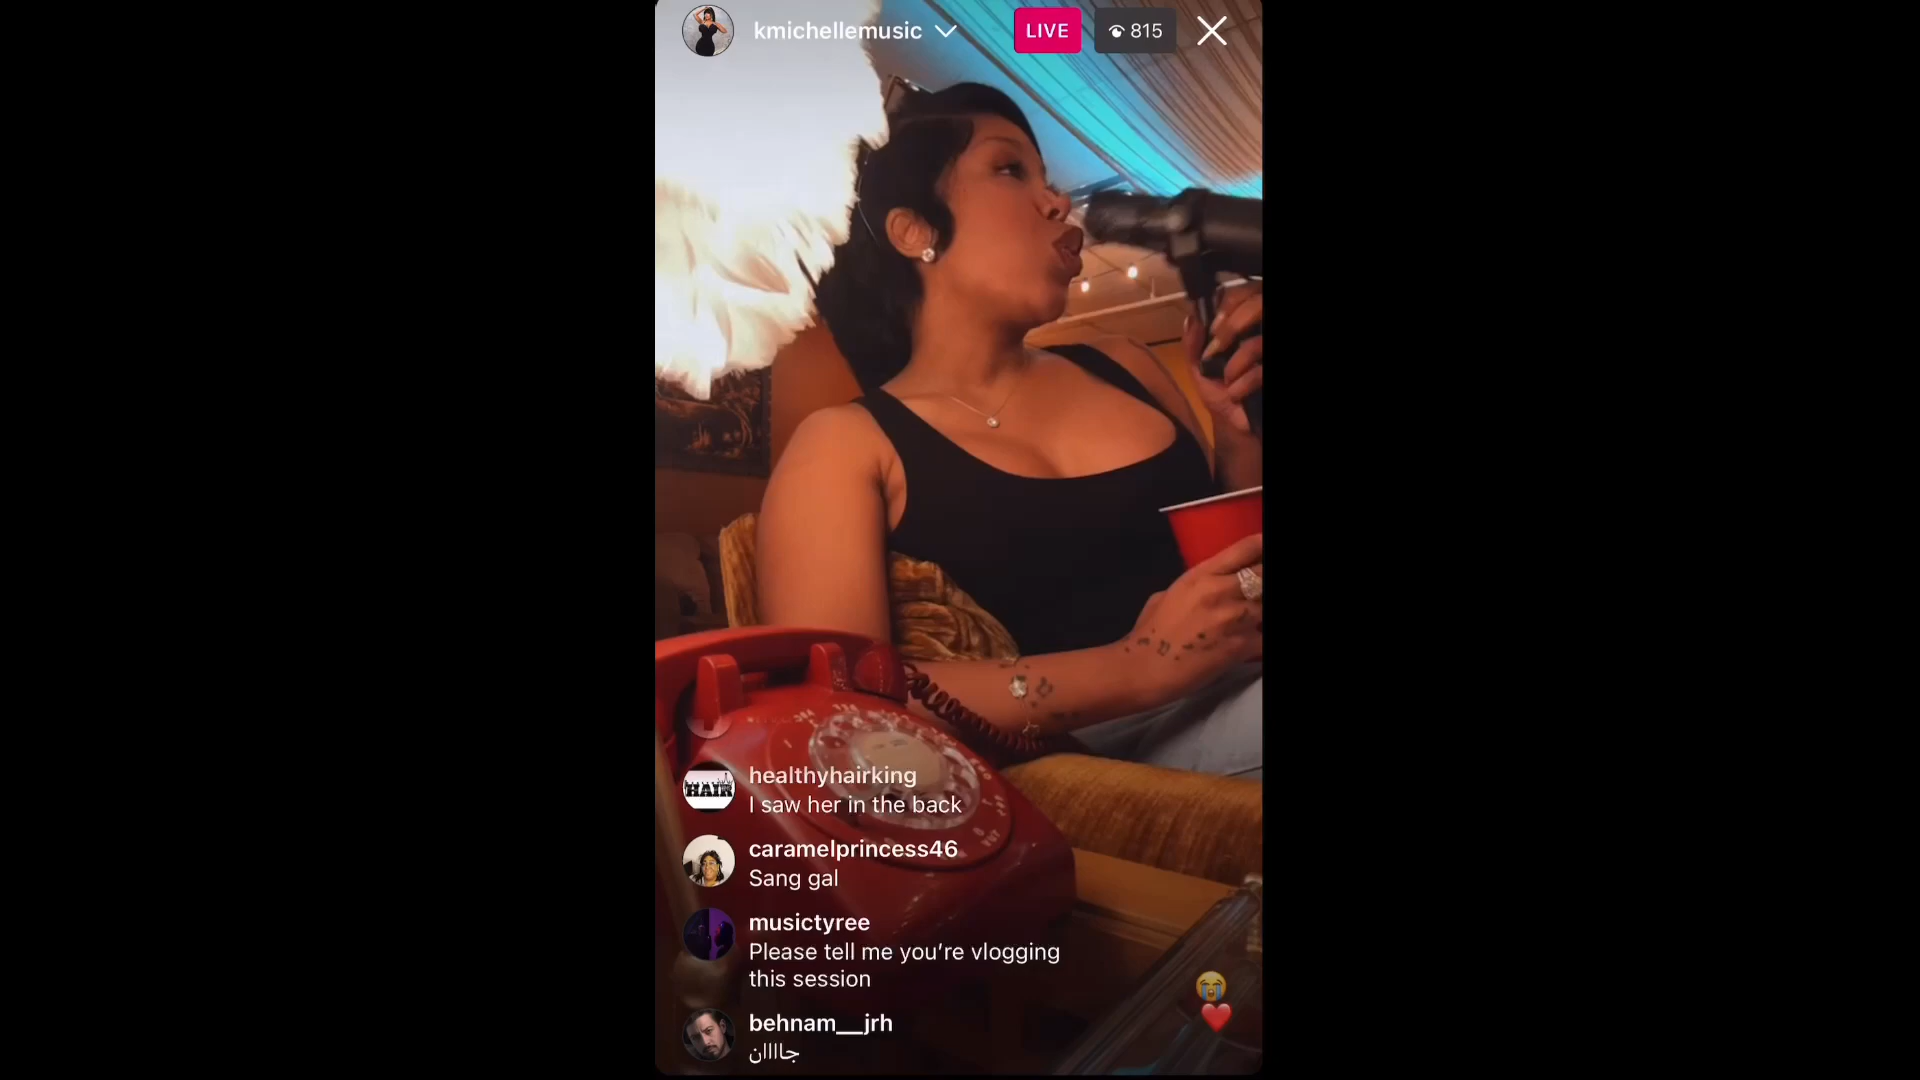 kmichellemusic
LIVE
815
healthyhairking
I saw her in the back
HAIR
caramelprincess46
Sang gal
musictyree
Please tell me you’re vlogging
this session
behnam__jrh
جاااان